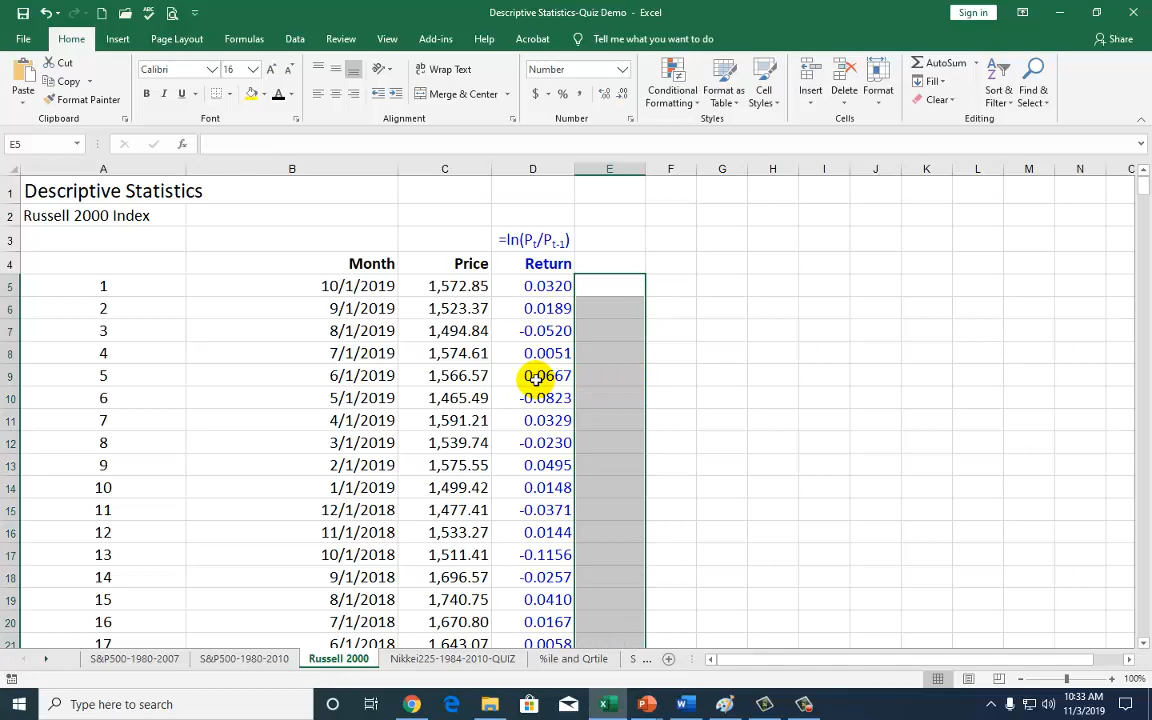 Descriptive Statistics-Quiz Demo - Excel
Sign in
File Home Insert Page Layout Formulas Data Review View Add-ins Help Acrobat Tell me what you want to do Share
Cut
Copy
Format Painter
Paste
Clipboard
Calibri 16
B I U
Font
Wrap Text
Merge & Center
Alignment
Number
$ % ,
Number
Conditional Formatting
Format as Table
Cell Styles
Styles
Insert Delete Format
Cells
AutoSum
Fill
Clear
Sort & Filter
Find & Select
Editing
E5
fx
A B C D E F G H I J K L M N
1 Descriptive Statistics
2 Russell 2000 Index
3 =ln(Pt/Pt-1)
4 Month Price Return
5 1 10/1/2019 1,572.85 0.0320
6 2 9/1/2019 1,523.37 0.0189
7 3 8/1/2019 1,494.84 -0.0520
8 4 7/1/2019 1,574.61 0.0051
9 5 6/1/2019 1,566.57 0.0667
10 6 5/1/2019 1,465.49 -0.0823
11 7 4/1/2019 1,591.21 0.0329
12 8 3/1/2019 1,539.74 -0.0230
13 9 2/1/2019 1,575.55 0.0495
14 10 1/1/2019 1,499.42 0.0148
15 11 12/1/2018 1,477.41 -0.0371
16 12 11/1/2018 1,533.27 0.0144
17 13 10/1/2018 1,511.41 -0.1156
18 14 9/1/2018 1,696.57 -0.0257
19 15 8/1/2018 1,740.75 0.0410
20 16 7/1/2018 1,670.80 0.0167
21 17 6/1/2018 1,643.07 0.0058
S&P500-1980-2007 S&P500-1980-2010 Russell 2000 Nikkei225-1984-2010-QUIZ %ile and Qrtile S ...
100%
Type here to search
10:33 AM
11/3/2019